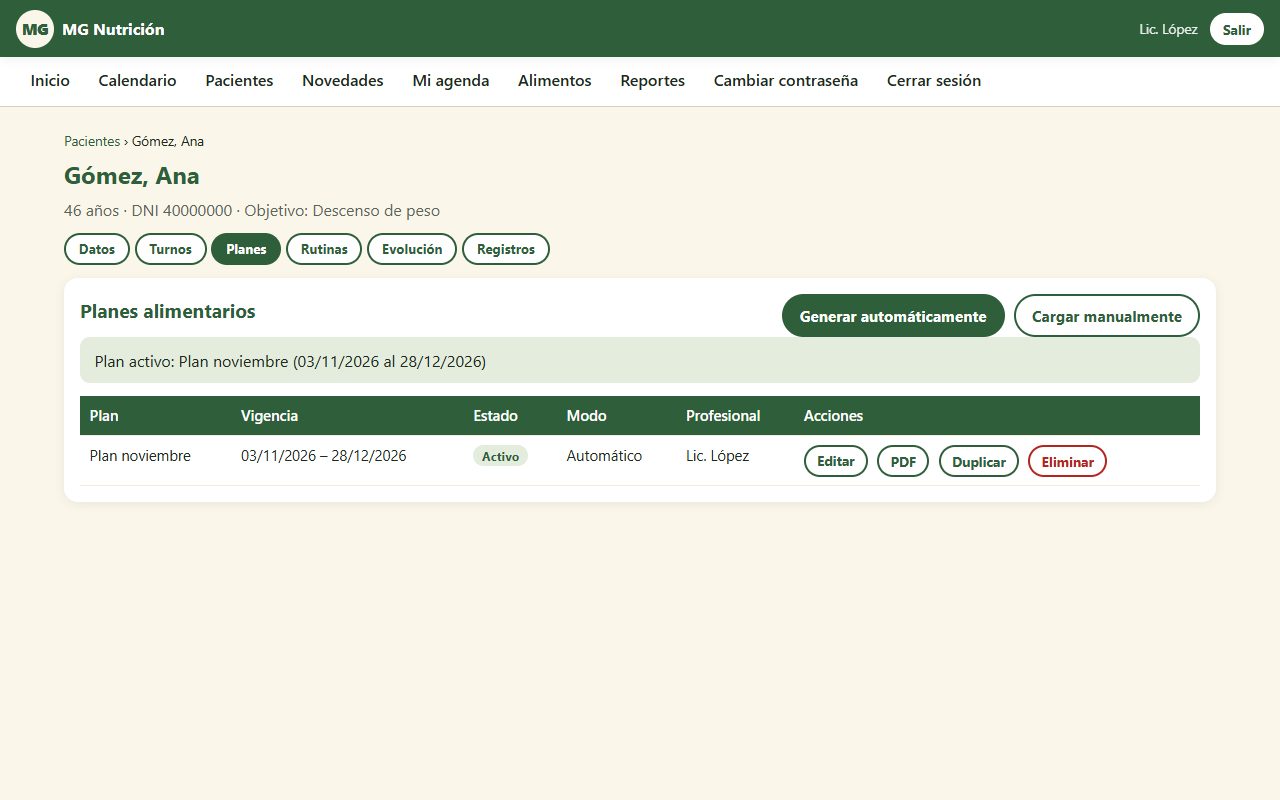 MG MG Nutrición Lic. López Salir
Inicio Calendario Pacientes Novedades Mi agenda Alimentos Reportes Cambiar contraseña Cerrar sesión
Pacientes › Gómez, Ana
Gómez, Ana
46 años · DNI 40000000 · Objetivo: Descenso de peso
Datos Turnos Planes Rutinas Evolución Registros
Planes alimentarios Generar automáticamente Cargar manualmente
Plan activo: Plan noviembre (03/11/2026 al 28/12/2026)
Plan Vigencia Estado Modo Profesional Acciones
Plan noviembre 03/11/2026 – 28/12/2026 Activo Automático Lic. López Editar PDF Duplicar Eliminar